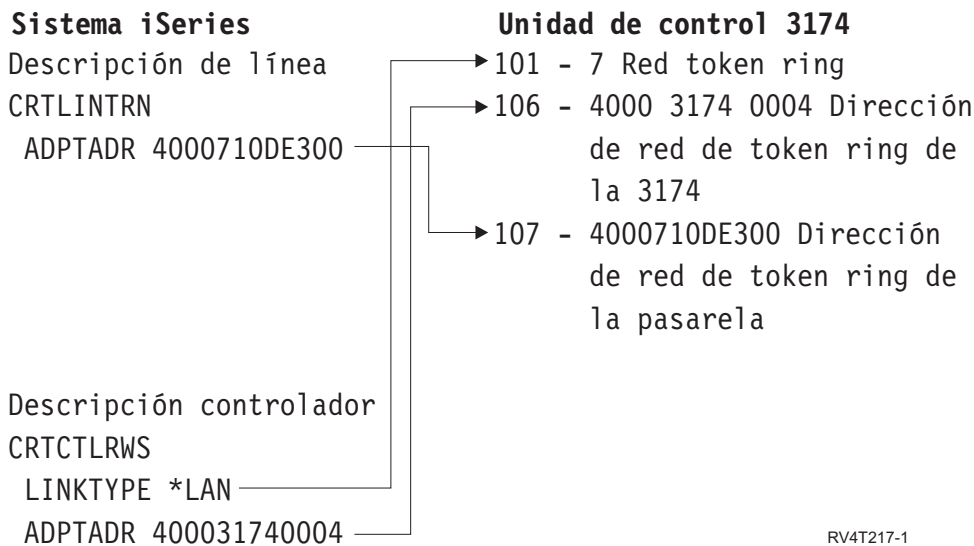 Sistema iSeries
Descripción de línea
CRTLINTRN
ADPTADR 4000710DE300
Descripción controlador
CRTCTLRWS
LINKTYPE *LAN
ADPTADR 400031740004
Unidad de control 3174
101 - 7 Red token ring
106 - 4000 3174 0004 Dirección
de red de token ring de
la 3174
107 - 4000710DE300 Dirección
de red de token ring de
la pasarela
RV4T217-1